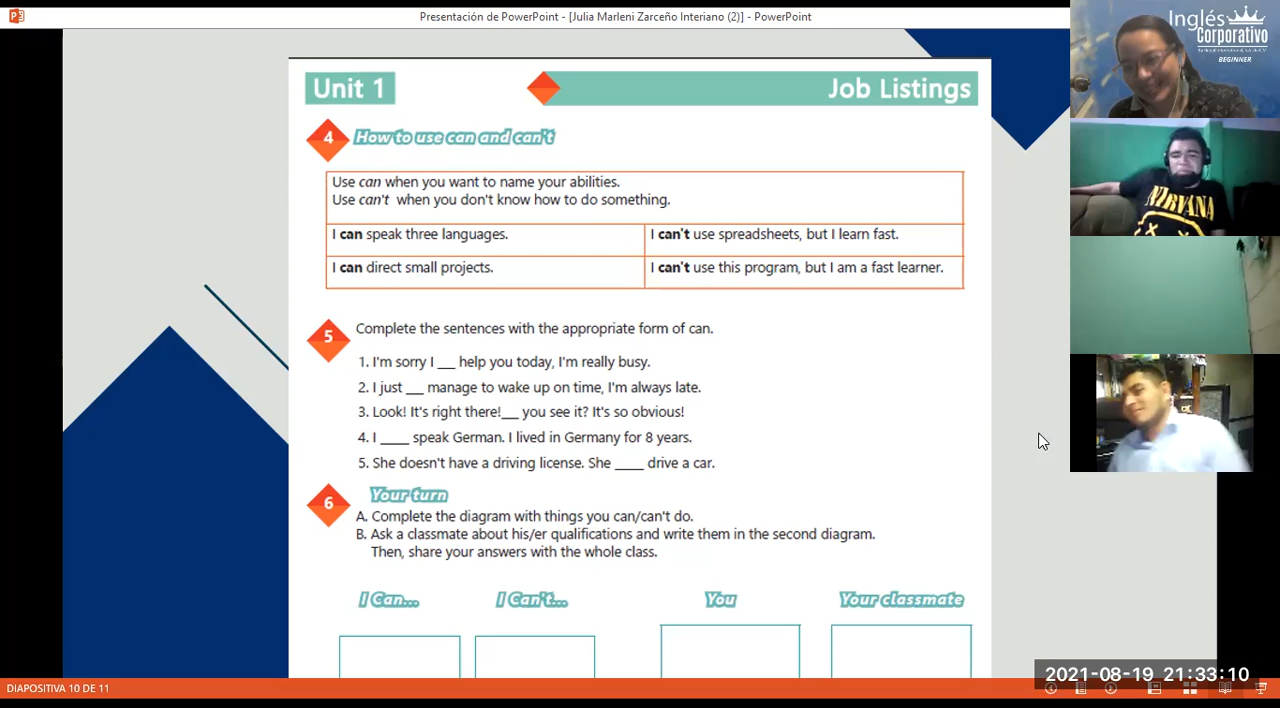 Presentación de PowerPoint - [Julia Marleni Zarceño Interiano (2)] - PowerPoint
Inglés
Corporativo
BEGINNER
Unit 1
Job Listings
4
How to use can and can't
Use can when you want to name your abilities.
Use can't when you don't know how to do something.
I can speak three languages.
I can't use spreadsheets, but I learn fast.
I can direct small projects.
I can't use this program, but I am a fast learner.
NIRVANA
5
Complete the sentences with the appropriate form of can.
1. I'm sorry I ___ help you today, I'm really busy.
2. I just ___ manage to wake up on time, I'm always late.
3. Look! It's right there!___ you see it? It's so obvious!
4. I _____ speak German. I lived in Germany for 8 years.
5. She doesn't have a driving license. She _____ drive a car.
6
Your turn
A. Complete the diagram with things you can/can't do.
B. Ask a classmate about his/er qualifications and write them in the second diagram.
Then, share your answers with the whole class.
I Can...
I Can't...
You
Your classmate
2021-08-19 21:33:10
DIAPOSITIVA 10 DE 11